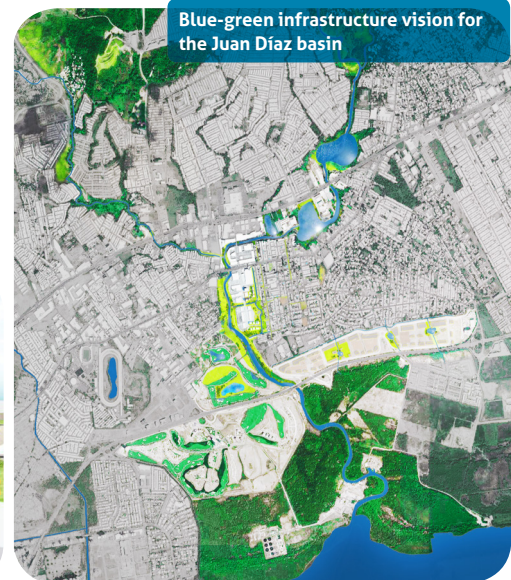 Blue-green infrastructure vision for
the Juan Díaz basin